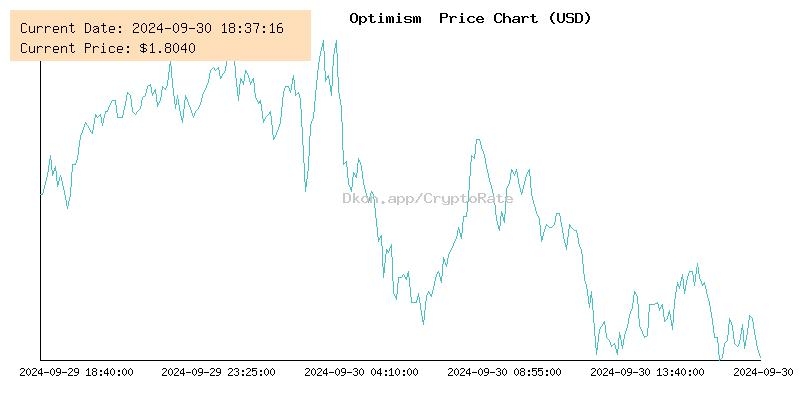 Optimism Price Chart (USD)
Current Date: 2024-09-30 18:37:16
Current Price: $1.8040
Dkon.app/CryptoRate
2024-09-29 18:40:00 2024-09-29 23:25:00 2024-09-30 04:10:00 2024-09-30 08:55:00 2024-09-30 13:40:00 2024-09-30